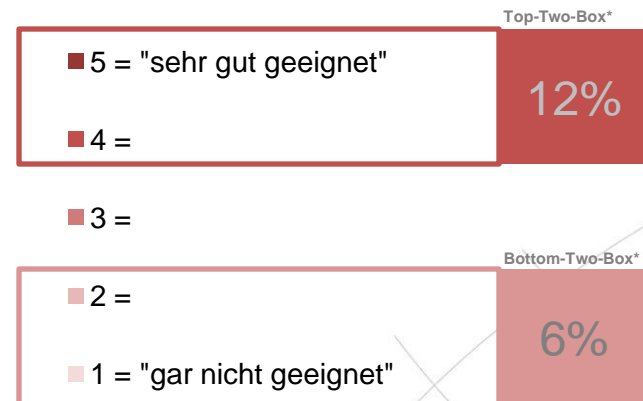 Top-Two-Box*
5 = "sehr gut geeignet"
12%
4 =
3 =
Bottom-Two-Box*
2 =
6%
1 = "gar nicht geeignet"